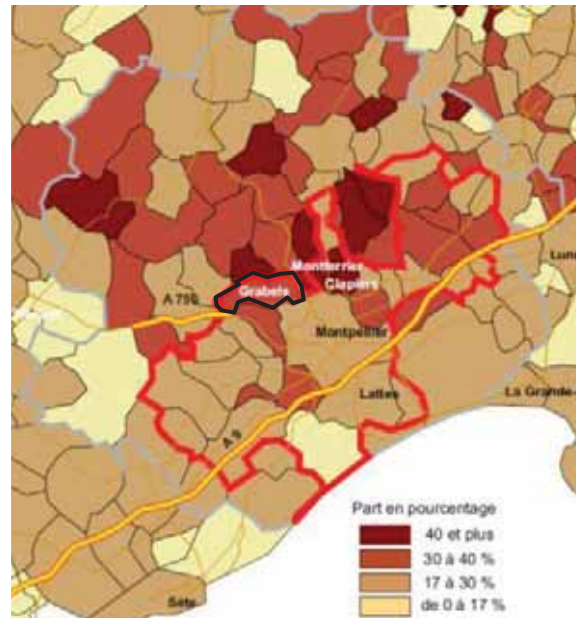 Montferrier
Clapiers
Grabels
A 750
Montpellier
Lun
Lattes
La Grande-
A 9
Sète
Part en pourcentage
40 et plus
30 à 40 %
17 à 30 %
de 0 à 17 %